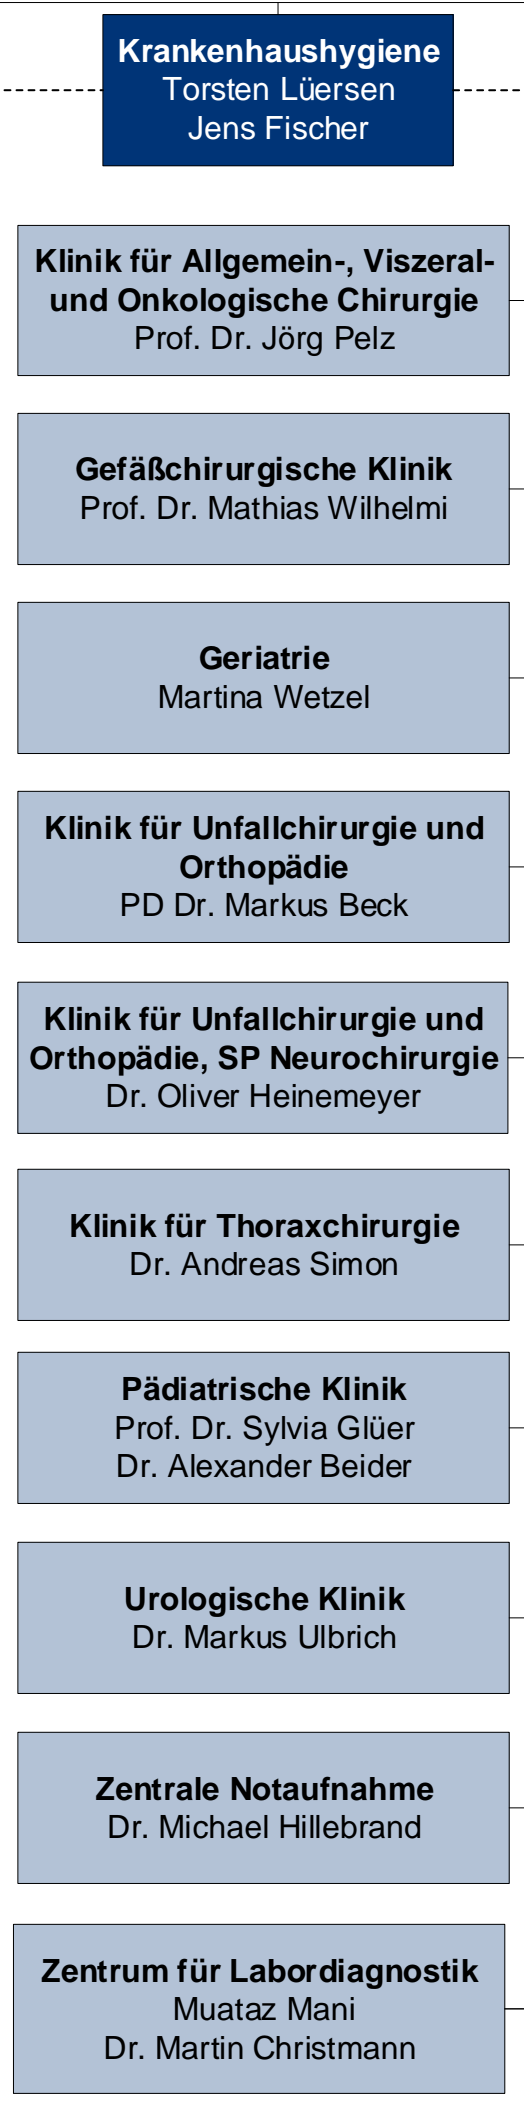 Krankenhaushygiene
Torsten Lüersen
Jens Fischer
Klinik für Allgemein-, Viszeral-
und Onkologische Chirurgie
Prof. Dr. Jörg Pelz
Gefäßchirurgische Klinik
Prof. Dr. Mathias Wilhelmi
Geriatrie
Martina Wetzel
Klinik für Unfallchirurgie und
Orthopädie
PD Dr. Markus Beck
Klinik für Unfallchirurgie und
Orthopädie, SP Neurochirurgie
Dr. Oliver Heinemeyer
Klinik für Thoraxchirurgie
Dr. Andreas Simon
Pädiatrische Klinik
Prof. Dr. Sylvia Glüer
Dr. Alexander Beider
Urologische Klinik
Dr. Markus Ulbrich
Zentrale Notaufnahme
Dr. Michael Hillebrand
Zentrum für Labordiagnostik
Muataz Mani
Dr. Martin Christmann